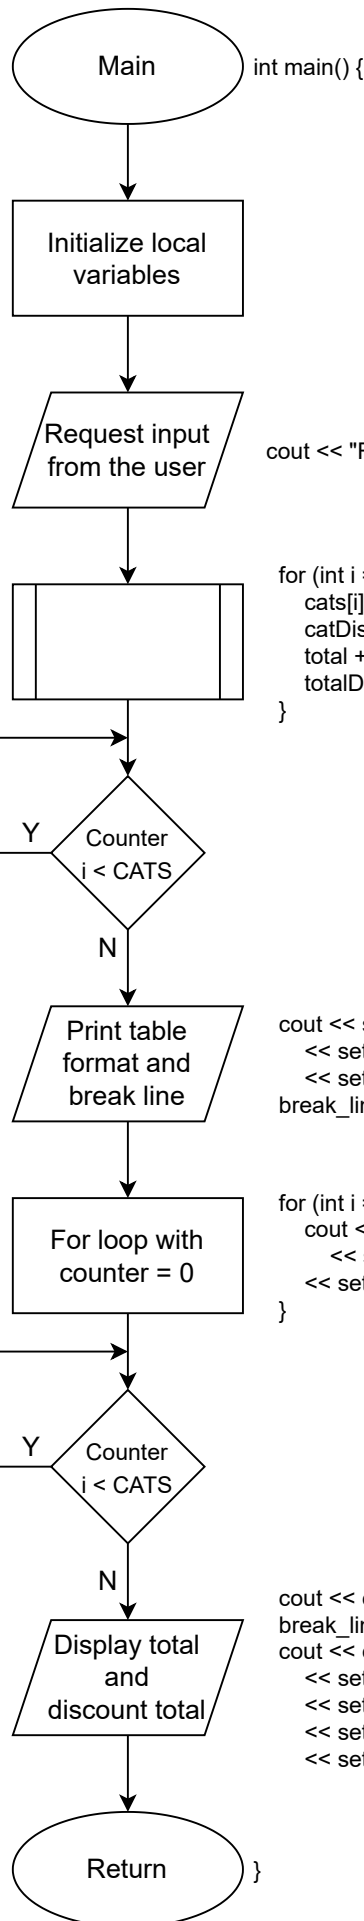 Main
int main() {
Initialize local
variables
Request input
from the user
cout << "F
for (int i
cats[i]
catDis
total +
totalD
}
Y
Counter
i < CATS
N
Print table
format and
break line
cout <<
<< set
<< set
break_lin
For loop with
counter = 0
for (int i
cout <
<<
<< set
}
Y
Counter
i < CATS
N
Display total
and
discount total
cout <<
break_lin
cout <<
<< set
<< set
<< set
<< set
Return
}